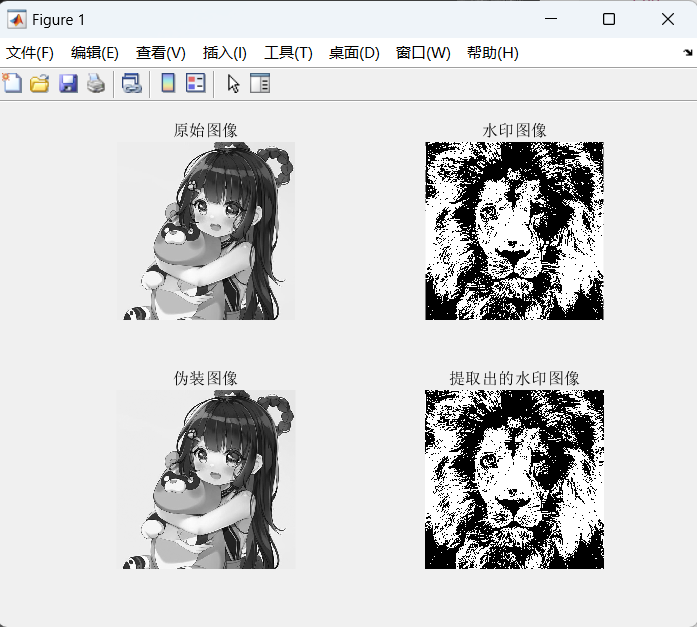 Figure 1
文件(F) 编辑(E) 查看(V) 插入(I) 工具(T) 桌面(D) 窗口(W) 帮助(H)
原始图像 水印图像
伪装图像 提取出的水印图像